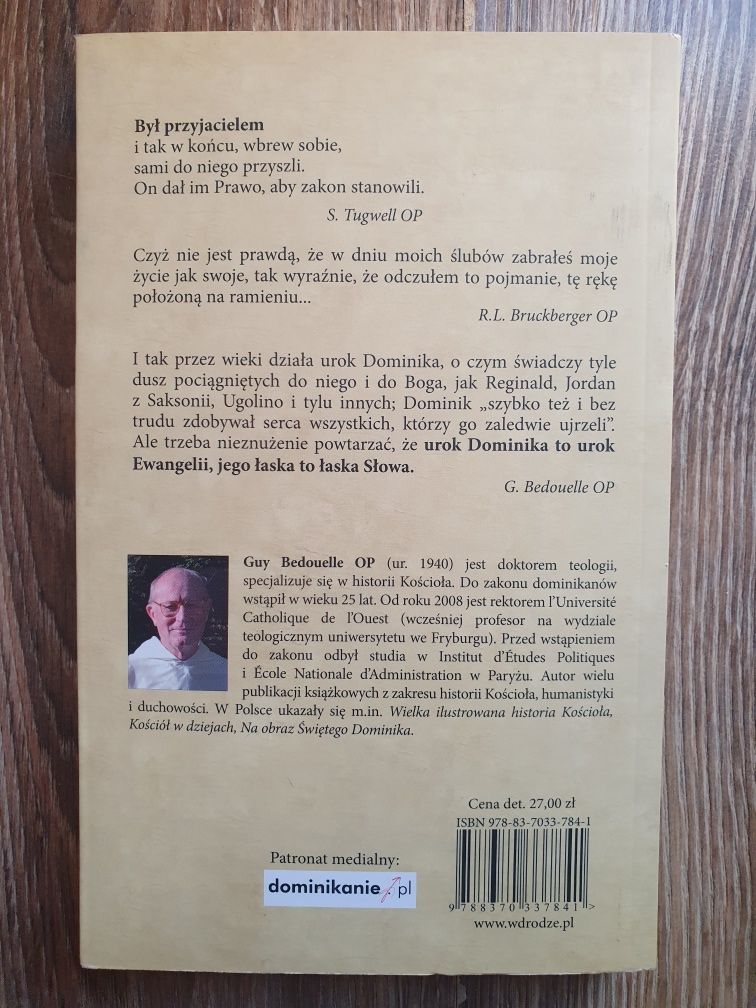 Był przyjacielem
i tak w końcu, wbrew sobie,
sami do niego przyszli.
On dał im Prawo, aby zakon stanowili.
S. Tugwell OP
Czyż nie jest prawdą, że w dniu moich ślubów zabrałeś moje
życie jak swoje, tak wyraźnie, że odczułem to pojmanie, tę rękę
położoną na ramieniu...
R.L. Bruckberger OP
I tak przez wieki działa urok Dominika, o czym świadczy tyle
dusz pociągniętych do niego i do Boga, jak Reginald, Jordan
z Saksonii, Ugolino i tylu innych; Dominik „szybko też i bez
trudu zdobywał serca wszystkich, którzy go zaledwie ujrzeli”.
Ale trzeba nieznużenie powtarzać, że urok Dominika to urok
Ewangelii, jego łaska to łaska Słowa.
G. Bedouelle OP
Guy Bedouelle OP (ur. 1940) jest doktorem teologii,
specjalizuje się w historii Kościoła. Do zakonu dominikanów
wstąpił w wieku 25 lat. Od roku 2008 jest rektorem l’Université
Catholique de l’Ouest (wcześniej profesor na wydziale
teologicznym uniwersytetu we Fryburgu). Przed wstąpieniem
do zakonu odbył studia w Institut d’Études Politiques
i École Nationale d’Administration w Paryżu. Autor wielu
publikacji książkowych z zakresu historii Kościoła, humanistyki
i duchowości. W Polsce ukazały się m.in. Wielka ilustrowana historia Kościoła,
Kościół w dziejach, Na obraz Świętego Dominika.
Cena det. 27,00 zł
ISBN 978-83-7033-784-1
9 788370 337841 >
www.wdrodze.pl
Patronat medialny:
dominikanie.pl